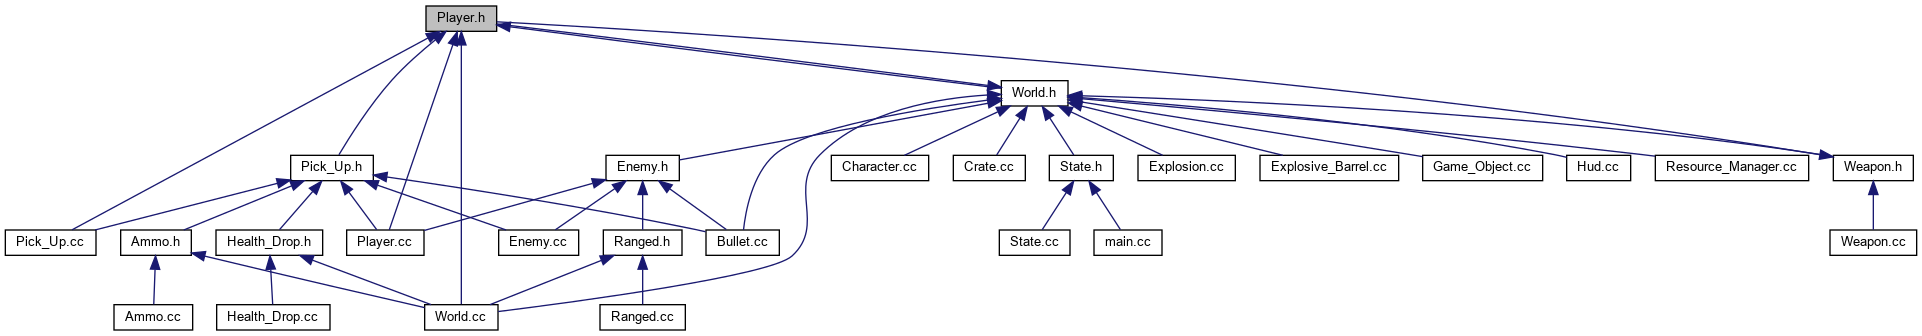 Player.h
World.h
Pick_Up.h
Enemy.h
Character.cc
Crate.cc
State.h
Explosion.cc
Explosive_Barrel.cc
Game_Object.cc
Hud.cc
Resource_Manager.cc
Weapon.h
Pick_Up.cc
Ammo.h
Health_Drop.h
Player.cc
Enemy.cc
Ranged.h
Bullet.cc
State.cc
main.cc
Weapon.cc
Ammo.cc
Health_Drop.cc
World.cc
Ranged.cc